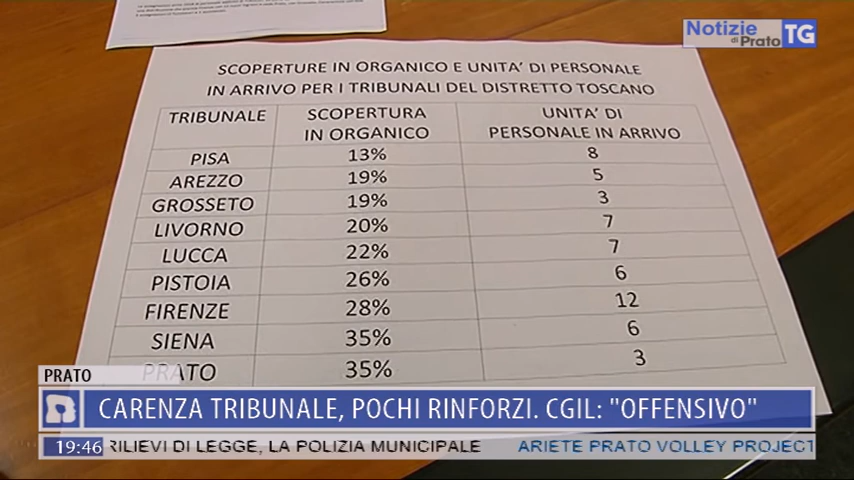 Notizie
di Prato
TG
SCOPERTURE IN ORGANICO E UNITA' DI PERSONALE
IN ARRIVO PER I TRIBUNALI DEL DISTRETTO TOSCANO
TRIBUNALE SCOPERTURA IN ORGANICO UNITA' DI PERSONALE IN ARRIVO
PISA 13% 8
AREZZO 19% 5
GROSSETO 19% 3
LIVORNO 20% 7
LUCCA 22% 7
PISTOIA 26% 6
FIRENZE 28% 12
SIENA 35% 6
PRATO 35% 3
PRATO
CARENZA TRIBUNALE, POCHI RINFORZI. CGIL: "OFFENSIVO"
19:46 RILIEVI DI LEGGE, LA POLIZIA MUNICIPALE ARIETE PRATO VOLLEY PROJECT